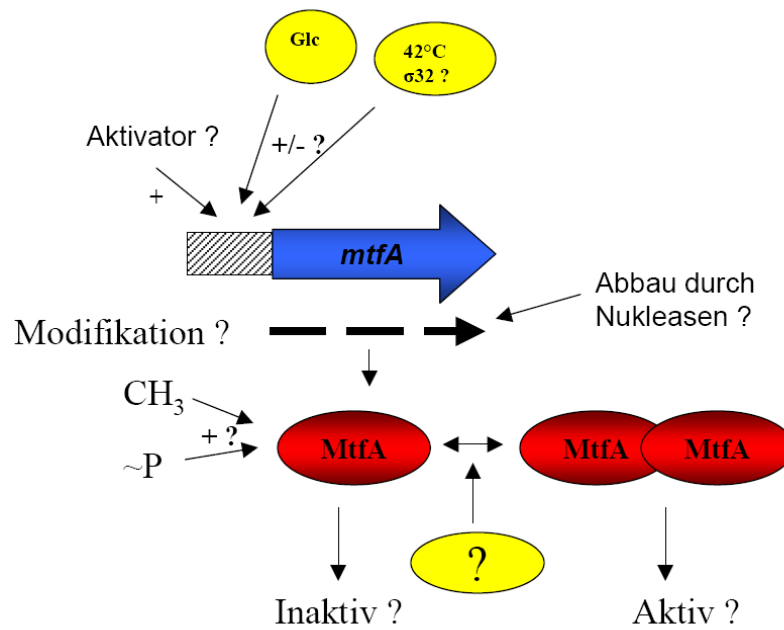 Glc
42°C
σ32 ?
Aktivator ?
+/- ?
+
mtfA
Abbau durch
Nukleasen ?
Modifikation ?
CH₃
+ ?
~P
MtfA
MtfA
MtfA
?
Inaktiv ?
Aktiv ?